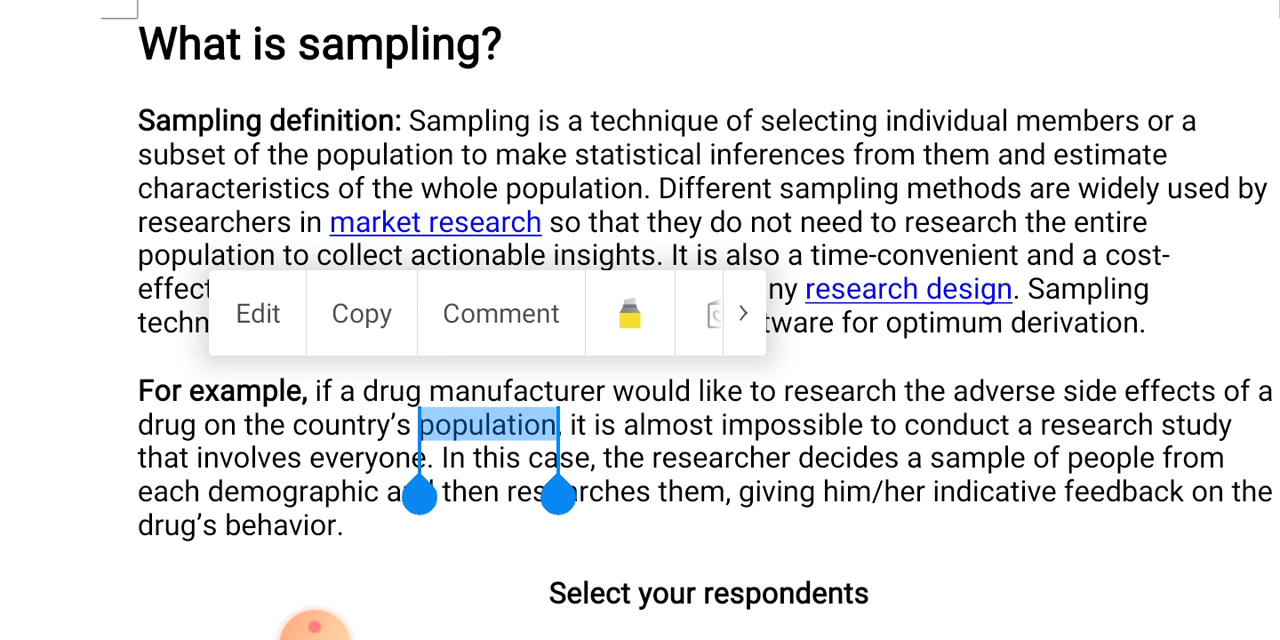 What is sampling?
Sampling definition: Sampling is a technique of selecting individual members or a
subset of the population to make statistical inferences from them and estimate
characteristics of the whole population. Different sampling methods are widely used by
researchers in market research so that they do not need to research the entire
population to collect actionable insights. It is also a time-convenient and a cost-
research design. Sampling
for optimum derivation.
Edit Copy Comment >
For example, if a drug manufacturer would like to research the adverse side effects of a
drug on the country’s population, it is almost impossible to conduct a research study
that involves everyone. In this case, the researcher decides a sample of people from
each demographic and then researches them, giving him/her indicative feedback on the
drug’s behavior.
Select your respondents